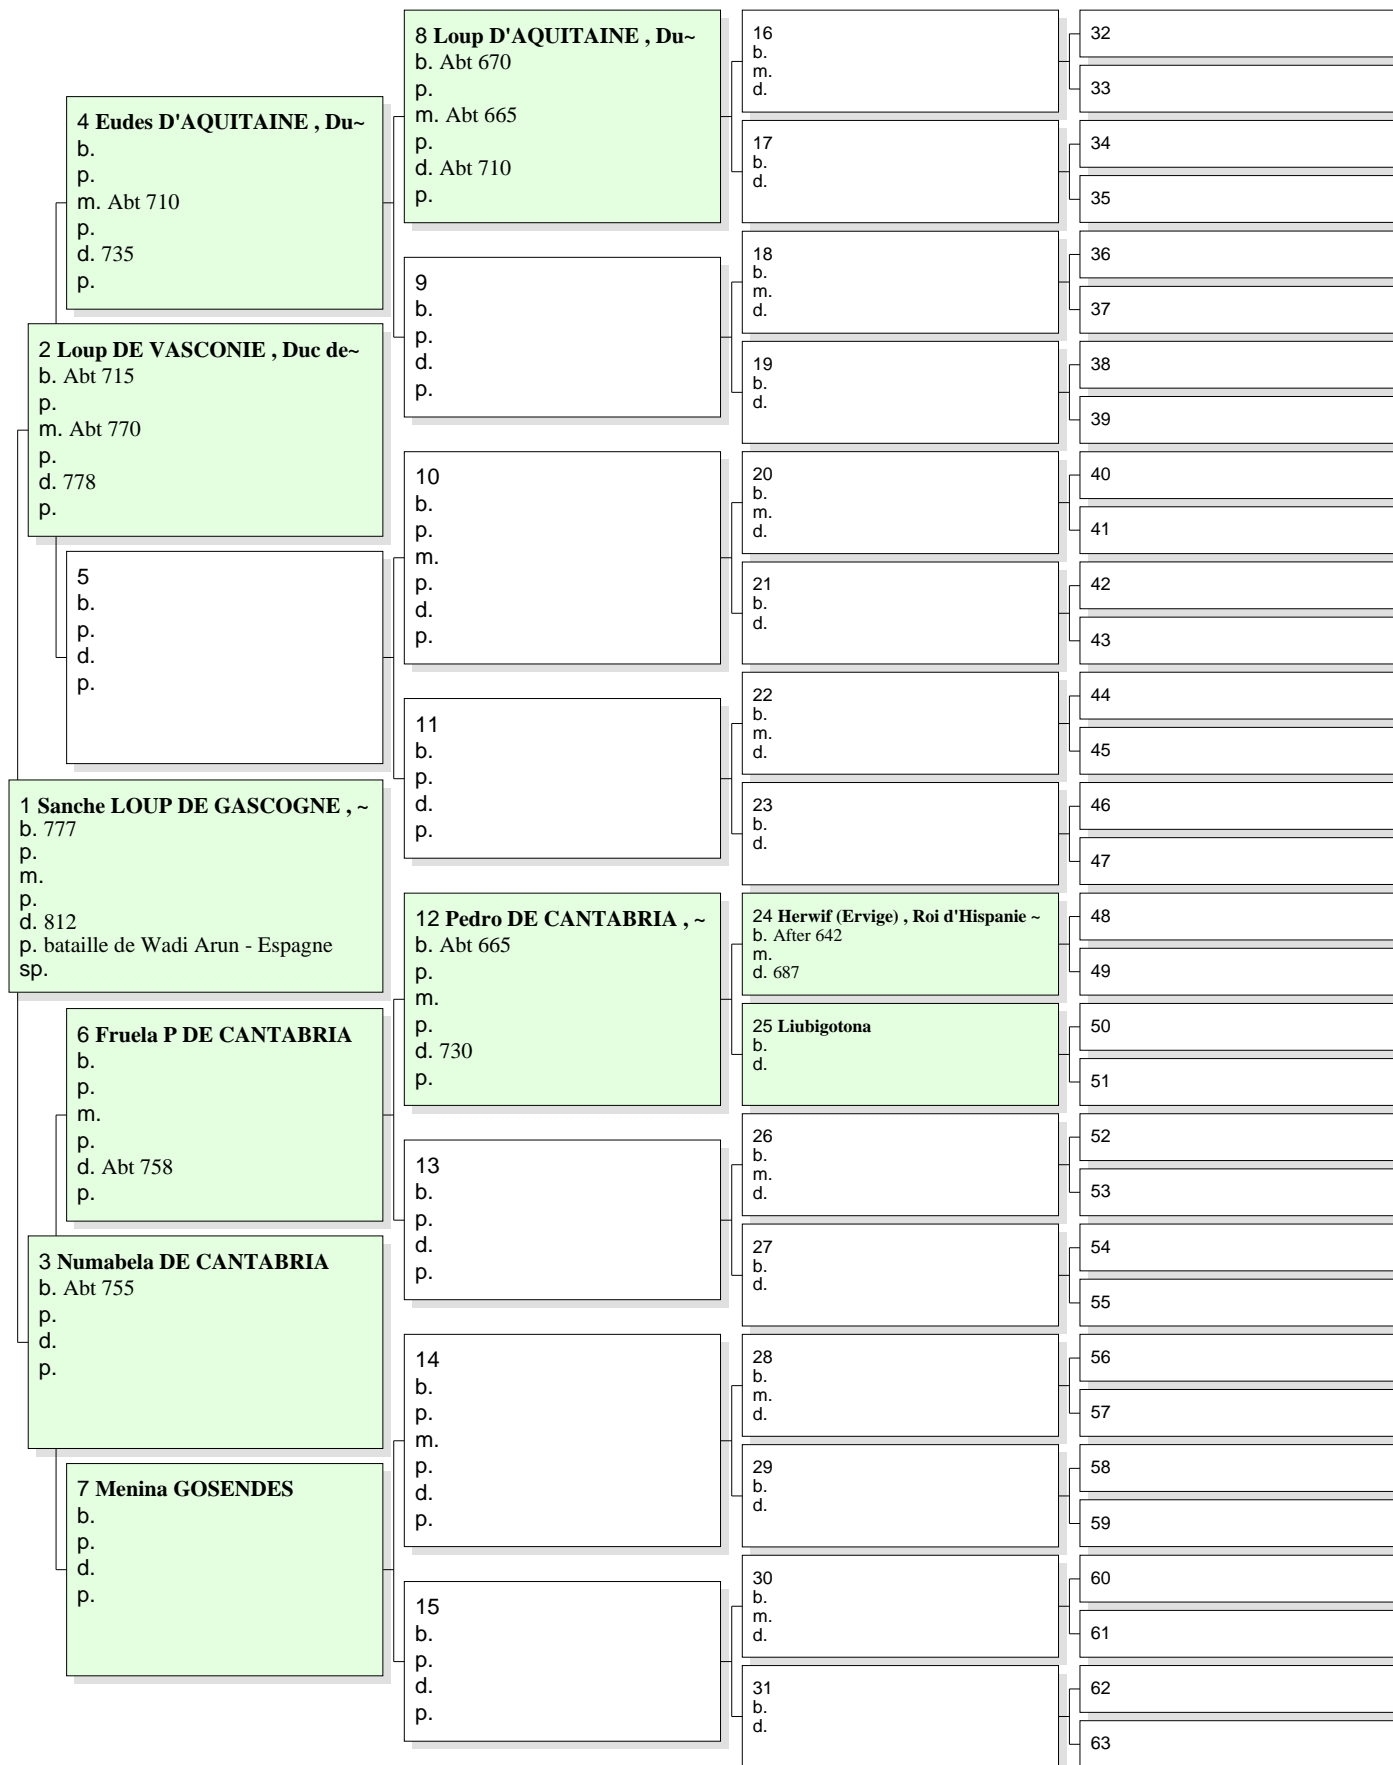 8 Loup D'AQUITAINE , Du~
b. Abt 670
p.
m. Abt 665
p.
d. Abt 710
p.
4 Eudes D'AQUITAINE , Du~
b.
p.
m. Abt 710
p.
d. 735
p.
9
b.
p.
d.
p.
2 Loup DE VASCONIE , Duc de~
b. Abt 715
p.
m. Abt 770
p.
d. 778
p.
10
b.
p.
m.
p.
d.
p.
5
b.
p.
d.
p.
11
b.
p.
d.
p.
1 Sanche LOUP DE GASCOGNE , ~
b. 777
p.
m.
p.
d. 812
p. bataille de Wadi Arun - Espagne
sp.
12 Pedro DE CANTABRIA , ~
b. Abt 665
p.
m.
p.
d. 730
p.
6 Fruela P DE CANTABRIA
b.
p.
m.
p.
d. Abt 758
p.
13
b.
p.
d.
p.
3 Numabela DE CANTABRIA
b. Abt 755
p.
d.
p.
14
b.
p.
m.
p.
d.
p.
7 Menina GOSENDES
b.
p.
d.
p.
15
b.
p.
d.
p.
16
b.
m.
d.
17
b.
d.
18
b.
m.
d.
19
b.
d.
20
b.
m.
d.
21
b.
d.
22
b.
m.
d.
23
b.
d.
24 Herwif (Ervige) , Roi d'Hispanie ~
b. After 642
m.
d. 687
25 Liubigotona
b.
d.
26
b.
m.
d.
27
b.
d.
28
b.
m.
d.
29
b.
d.
30
b.
m.
d.
31
b.
d.
32
33
34
35
36
37
38
39
40
41
42
43
44
45
46
47
48
49
50
51
52
53
54
55
56
57
58
59
60
61
62
63